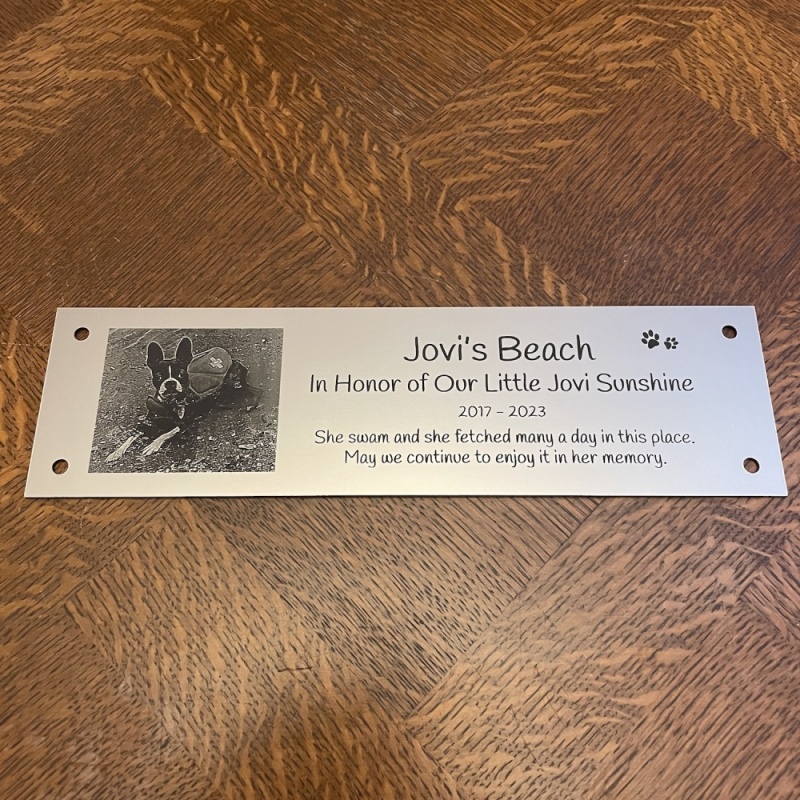 Jovi's Beach
In Honor of Our Little Jovi Sunshine
2017 – 2023
She swam and she fetched many a day in this place.
May we continue to enjoy it in her memory.